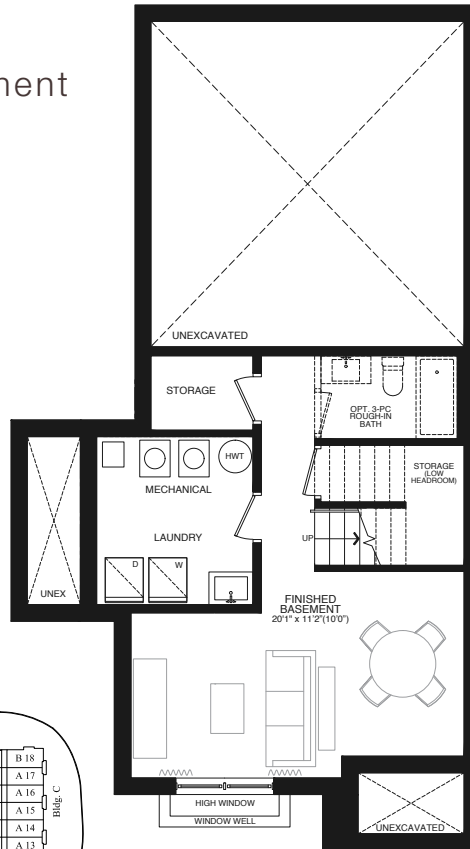 nent
UNEXCAVATED
STORAGE
OPT. 3-PC
ROUGH-IN
BATH
HWT
MECHANICAL
STORAGE
(LOW
HEADROOM)
LAUNDRY
UP
D
W
UNEX
FINISHED
BASEMENT
20'1" x 11'2"(10'0")
HIGH WINDOW
WINDOW WELL
UNEXCAVATED
B 18
A 17
A 16
A 15
A 14
A 13
Bldg. C